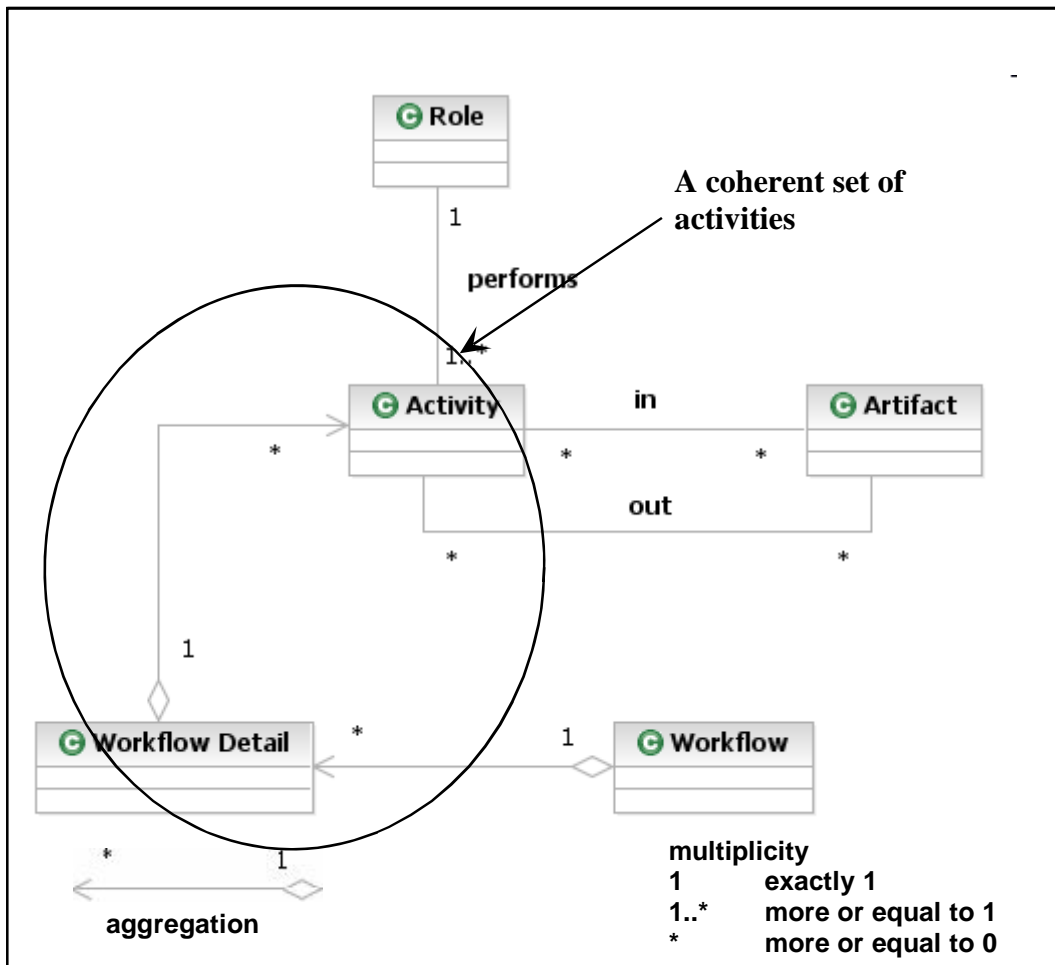 -
C Role
A coherent set of
activities
1
performs
1..*
C Activity
in
C Artifact
*
*
*
out
*
*
1
C Workflow Detail
*
1
C Workflow
*
1
aggregation
multiplicity
1 exactly 1
1..* more or equal to 1
* more or equal to 0